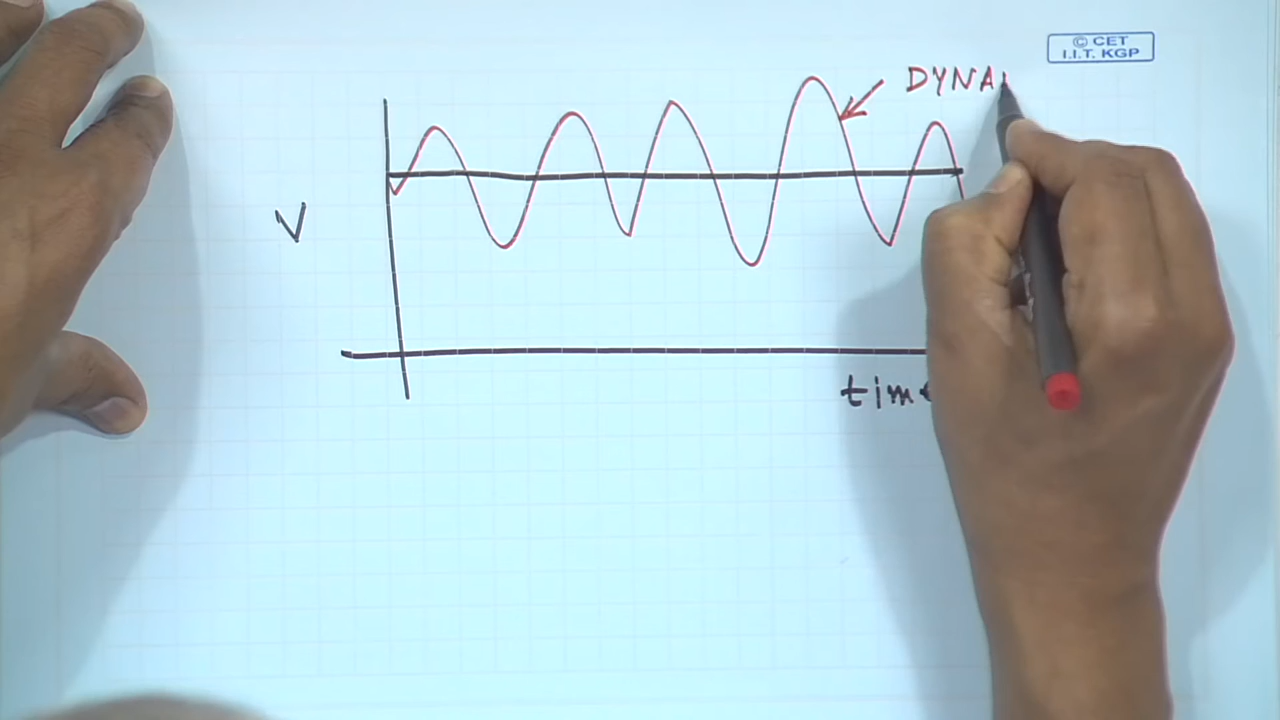 © CET
I.I.T. KGP
DYNA
V
time